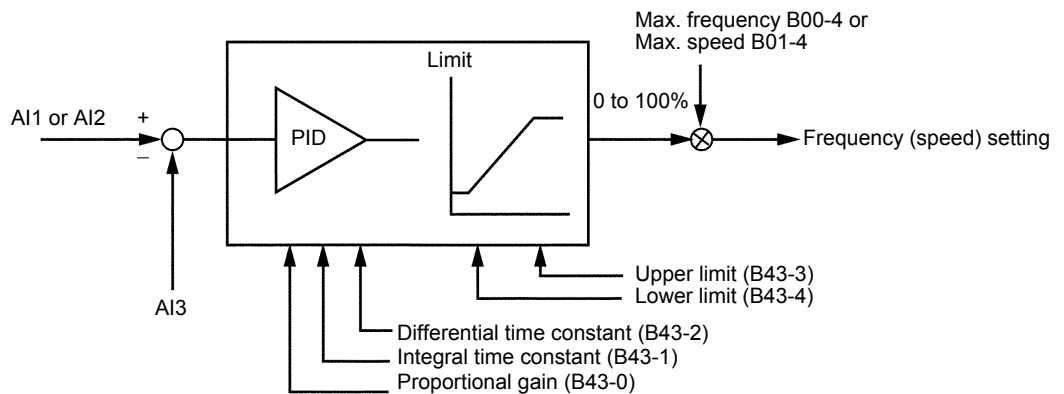 Max. frequency B00-4 or
Max. speed B01-4
Limit
0 to 100%
AI1 or AI2
+
–
PID
Frequency (speed) setting
AI3
Upper limit (B43-3)
Lower limit (B43-4)
Differential time constant (B43-2)
Integral time constant (B43-1)
Proportional gain (B43-0)